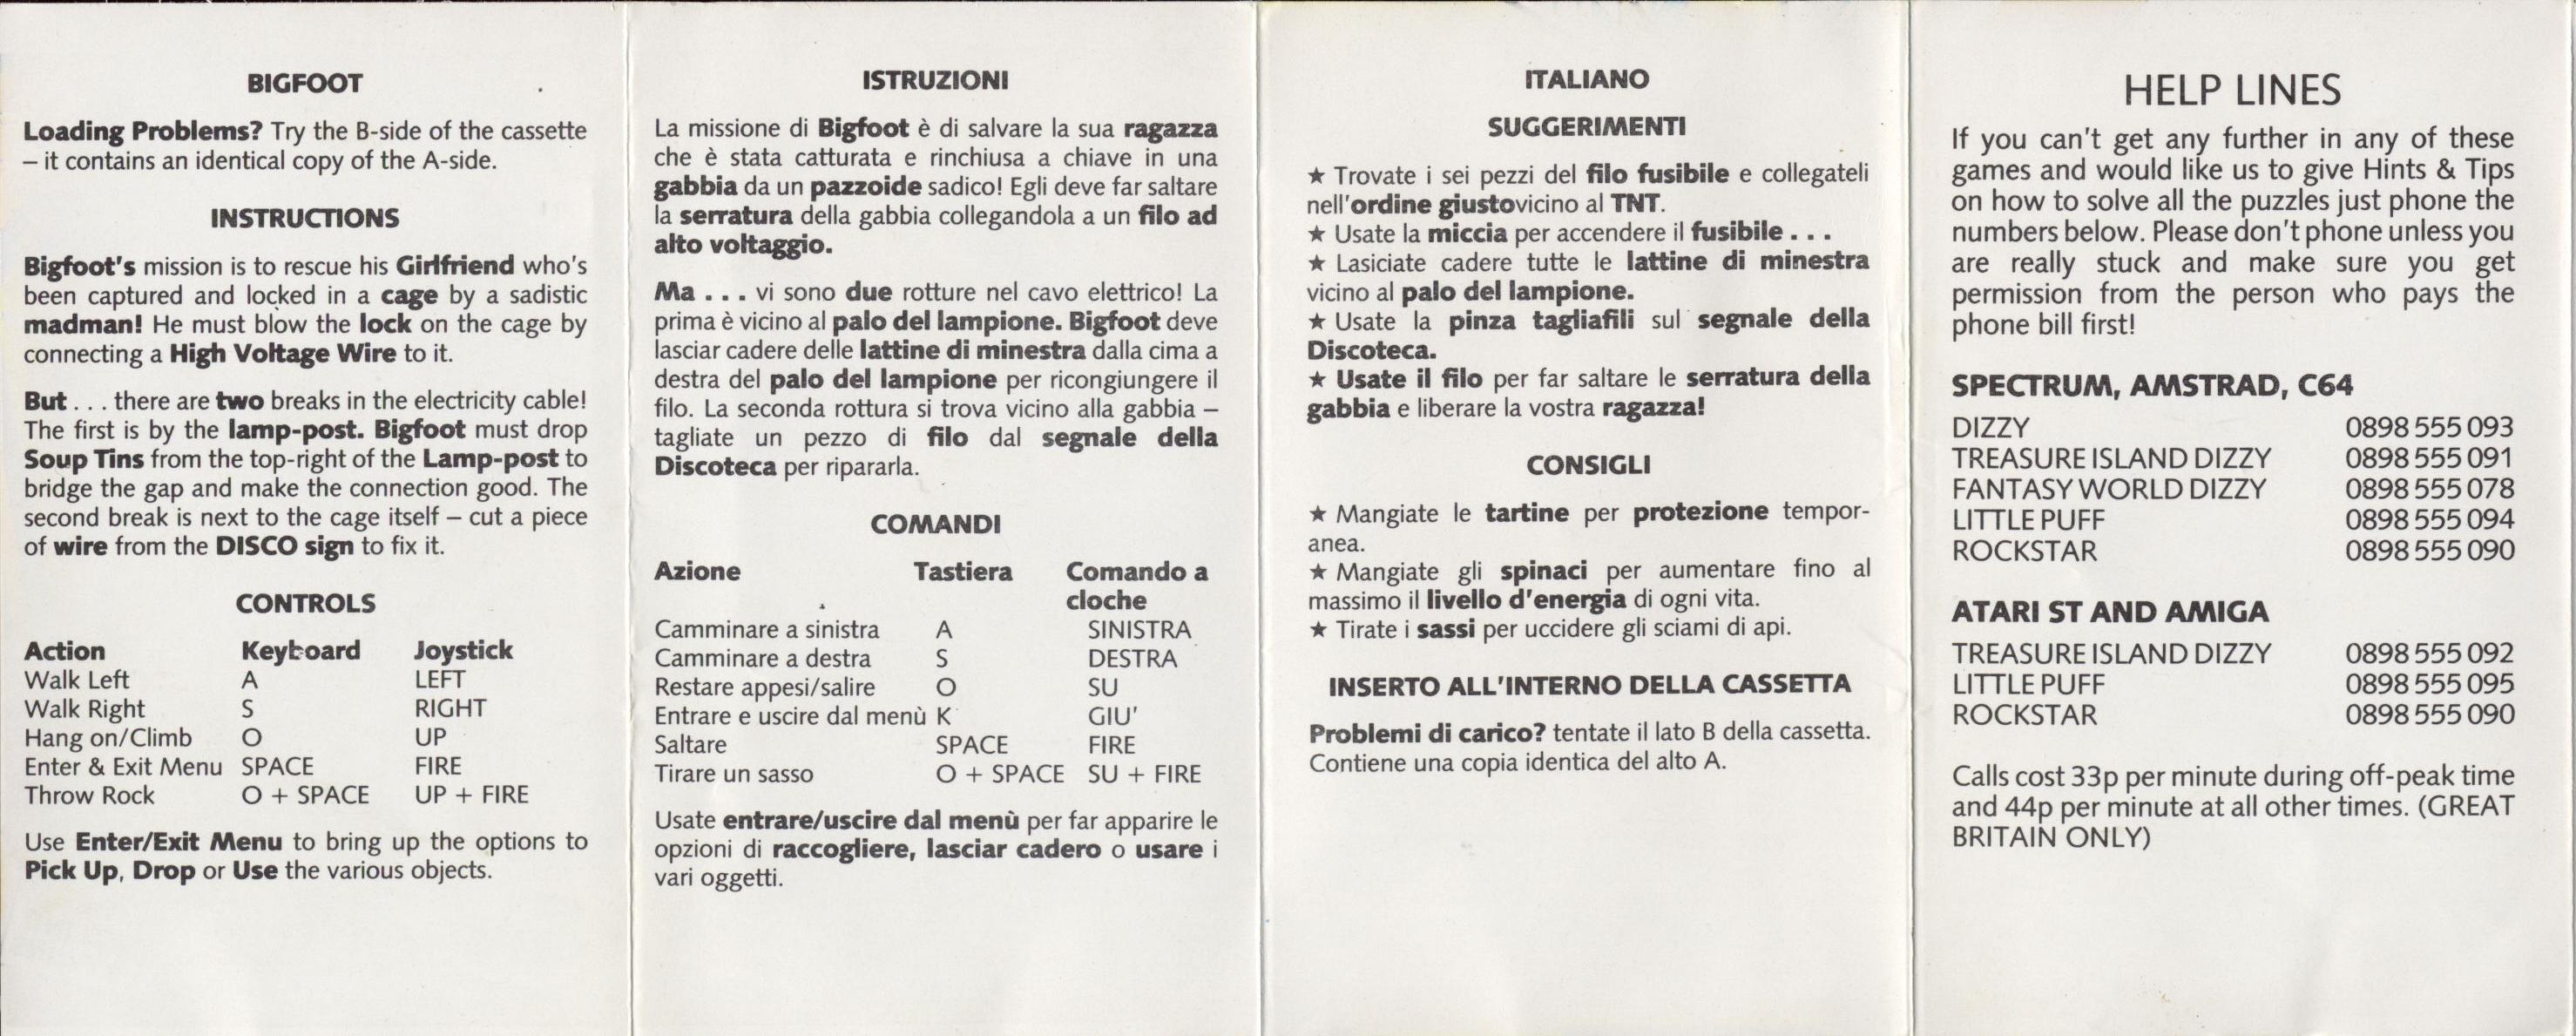 BIGFOOT
Loading Problems? Try the B-side of the cassette
– it contains an identical copy of the A-side.
INSTRUCTIONS
Bigfoot's mission is to rescue his Girlfriend who's
been captured and locked in a cage by a sadistic
madman! He must blow the lock on the cage by
connecting a High Voltage Wire to it.
But . . . there are two breaks in the electricity cable!
The first is by the lamp-post. Bigfoot must drop
Soup Tins from the top-right of the Lamp-post to
bridge the gap and make the connection good. The
second break is next to the cage itself – cut a piece
of wire from the DISCO sign to fix it.
CONTROLS
Action Keyboard Joystick
Walk Left A LEFT
Walk Right S RIGHT
Hang on/Climb O UP
Enter & Exit Menu SPACE FIRE
Throw Rock O + SPACE UP + FIRE
Use Enter/Exit Menu to bring up the options to
Pick Up, Drop or Use the various objects.
ISTRUZIONI
La missione di Bigfoot è di salvare la sua ragazza
che è stata catturata e rinchiusa a chiave in una
gabbia da un pazzoide sadico! Egli deve far saltare
la serratura della gabbia collegandola a un filo ad
alto voltaggio.
Ma . . . vi sono due rotture nel cavo elettrico! La
prima è vicino al palo del lampione. Bigfoot deve
lasciar cadere delle lattine di minestra dalla cima a
destra del palo del lampione per ricongiungere il
filo. La seconda rottura si trova vicino alla gabbia –
tagliate un pezzo di filo dal segnale della
Discoteca per ripararla.
COMANDI
Azione Tastiera Comando a
cloche
Camminare a sinistra A SINISTRA
Camminare a destra S DESTRA
Restare appesi/salire O SU
Entrare e uscire dal menù K GIU'
Saltare SPACE FIRE
Tirare un sasso O + SPACE SU + FIRE
Usate entrare/uscire dal menù per far apparire le
opzioni di raccogliere, lasciar cadero o usare i
vari oggetti.
ITALIANO
SUGGERIMENTI
★ Trovate i sei pezzi del filo fusibile e collegateli
nell'ordine giustovicino al TNT.
★ Usate la miccia per accendere il fusibile . . .
★ Lasiciate cadere tutte le lattine di minestra
vicino al palo del lampione.
★ Usate la pinza tagliafili sul segnale della
Discoteca.
★ Usate il filo per far saltare le serratura della
gabbia e liberare la vostra ragazza!
CONSIGLI
★ Mangiate le tartine per protezione tempor-
anea.
★ Mangiate gli spinaci per aumentare fino al
massimo il livello d'energia di ogni vita.
★ Tirate i sassi per uccidere gli sciami di api.
INSERTO ALL'INTERNO DELLA CASSETTA
Problemi di carico? tentate il lato B della cassetta.
Contiene una copia identica del alto A.
HELP LINES
If you can't get any further in any of these
games and would like us to give Hints & Tips
on how to solve all the puzzles just phone the
numbers below. Please don't phone unless you
are really stuck and make sure you get
permission from the person who pays the
phone bill first!
SPECTRUM, AMSTRAD, C64
DIZZY 0898 555 093
TREASURE ISLAND DIZZY 0898 555 091
FANTASY WORLD DIZZY 0898 555 078
LITTLE PUFF 0898 555 094
ROCKSTAR 0898 555 090
ATARI ST AND AMIGA
TREASURE ISLAND DIZZY 0898 555 092
LITTLE PUFF 0898 555 095
ROCKSTAR 0898 555 090
Calls cost 33p per minute during off-peak time
and 44p per minute at all other times. (GREAT
BRITAIN ONLY)